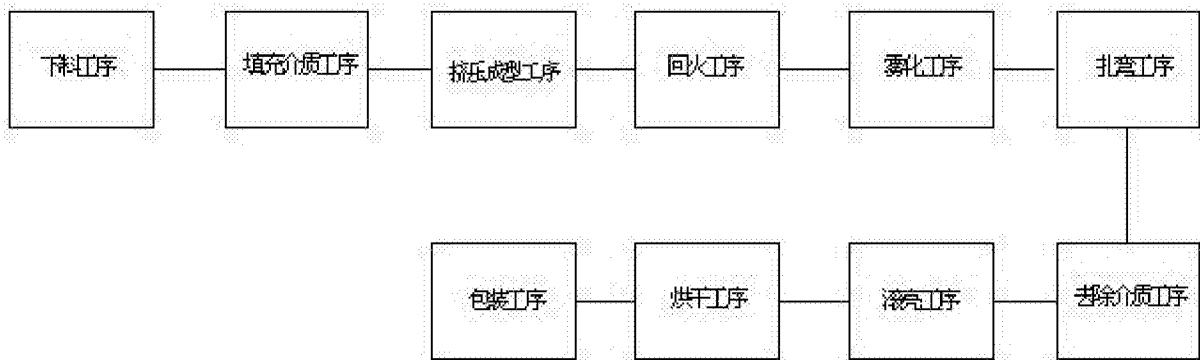 下料工序
填充介质工序
挤压成型工序
回火工序
雾化工序
扎弯工序
去除介质工序
滚亮工序
烘干工序
包装工序